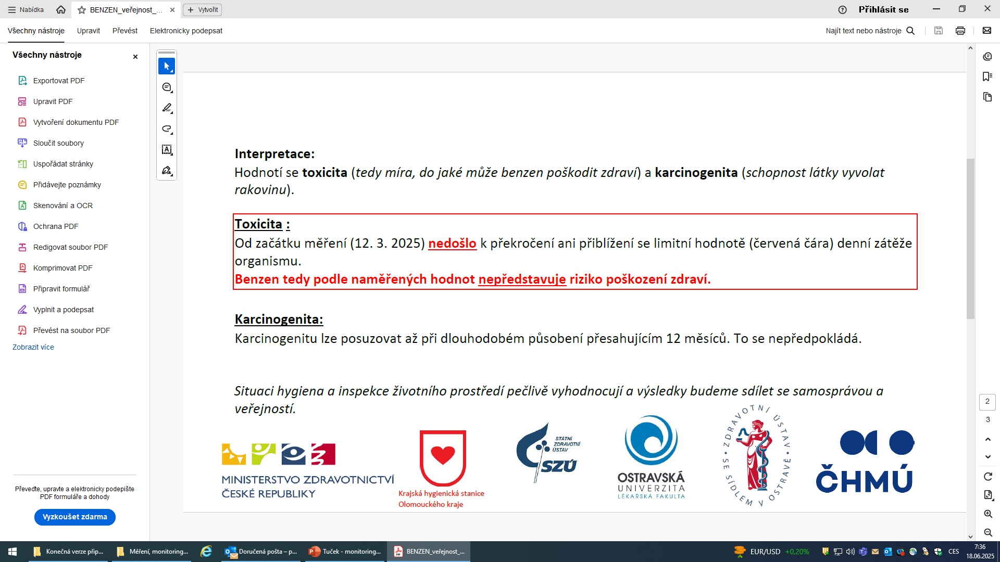 Nabídka
BENZEN_veřejnost_...
Vytvořit
Přihlásit se
Všechny nástroje
Upravit
Převést
Elektronicky podepsat
Najít text nebo nástroje
Všechny nástroje
Exportovat PDF
Upravit PDF
Vytvoření dokumentu PDF
Sloučit soubory
Uspořádat stránky
Přidávejte poznámky
Skenování a OCR
Ochrana PDF
Redigovat soubor PDF
Komprimovat PDF
Připravit formulář
Vyplnit a podepsat
Převést na soubor PDF
Zobrazit více
Převeďte, upravte a elektronicky podepište
PDF formuláře a dohody
Vyzkoušet zdarma
Interpretace:
Hodnotí se toxicita (tedy míra, do jaké může benzen poškodit zdraví) a karcinogenita (schopnost látky vyvolat
rakovinu).
Toxicita :
Od začátku měření (12. 3. 2025) nedošlo k překročení ani přiblížení se limitní hodnotě (červená čára) denní zátěže
organismu.
Benzen tedy podle naměřených hodnot nepředstavuje riziko poškození zdraví.
Karcinogenita:
Karcinogenitu lze posuzovat až při dlouhodobém působení přesahujícím 12 měsíců. To se nepředpokládá.
Situaci hygiena a inspekce životního prostředí pečlivě vyhodnocují a výsledky budeme sdílet se samosprávou a
veřejností.
MINISTERSTVO ZDRAVOTNICTVÍ
ČESKÉ REPUBLIKY
Krajská hygienická stanice
Olomouckého kraje
STÁTNÍ
ZDRAVOTNÍ
ÚSTAV
SZÚ
OSTRAVSKÁ
UNIVERZITA
LÉKAŘSKÁ FAKULTA
ZDRAVOTNÍ ÚSTAV
SE SÍDLEM V OSTRAVĚ
ČHMÚ
2
3
Konečná verze přip...
Měření, monitoring...
Doručená pošta – p...
Tuček - monitoring...
BENZEN_veřejnost_...
EUR/USD
+0,20%
CES
7:36
18.06.2025